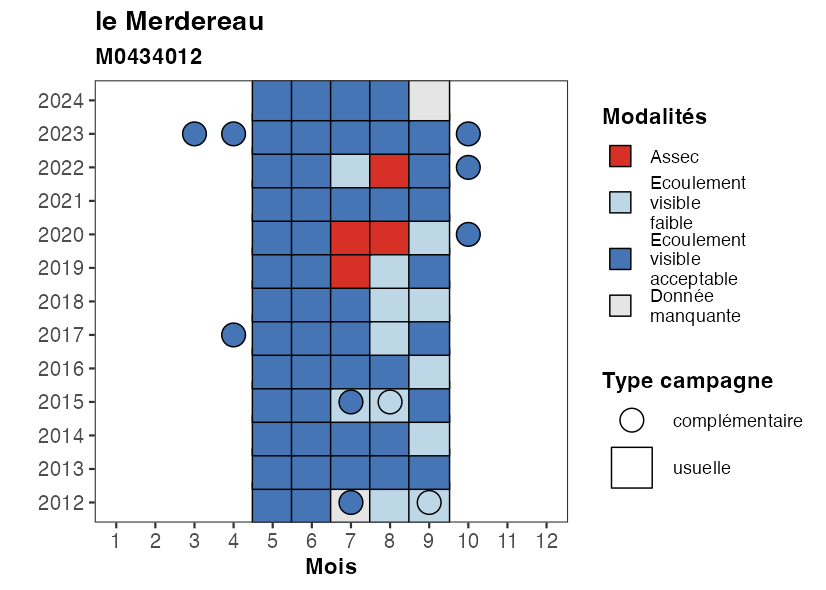 le Merdereau
M0434012
2024
2023
2022
2021
2020
2019
2018
2017
2016
2015
2014
2013
2012
1 2 3 4 5 6 7 8 9 10 11 12
Mois
Modalités
Assec
Ecoulement
visible
faible
Ecoulement
visible
acceptable
Donnée
manquante
Type campagne
complémentaire
usuelle